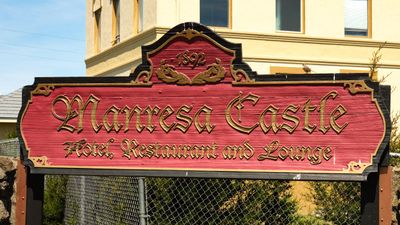 1892
Manresa Castle
Hotel, Restaurant and Lounge